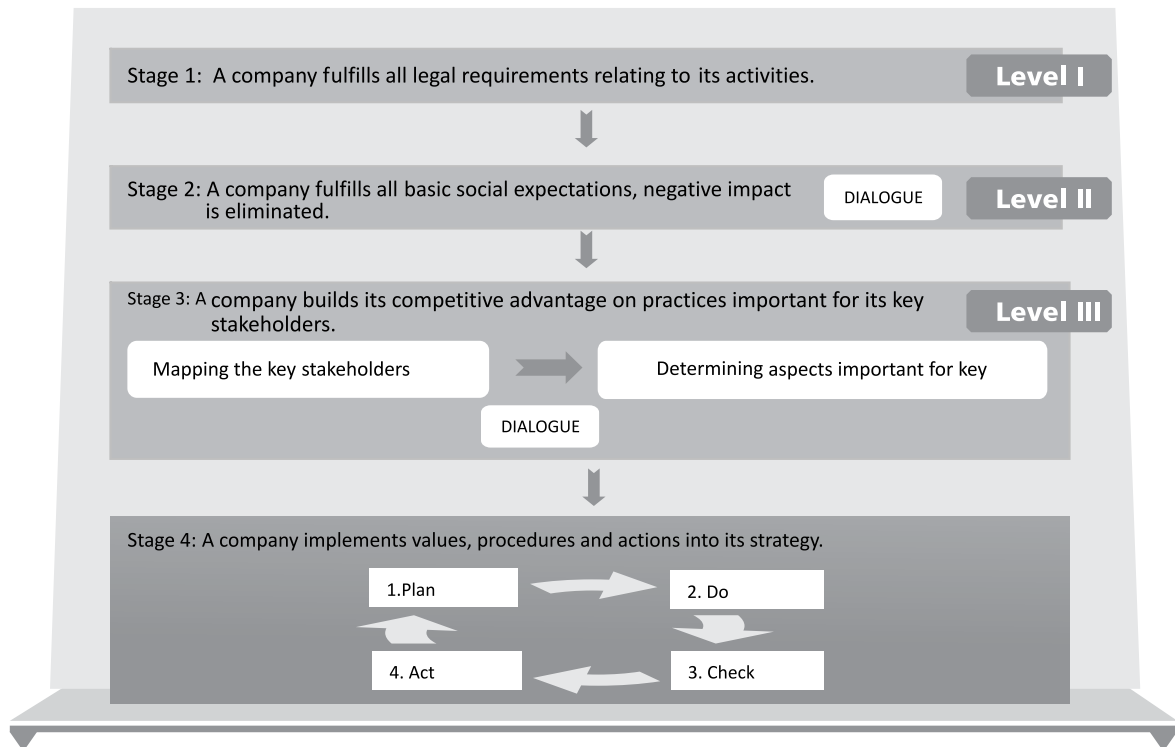 Stage 1: A company fulfills all legal requirements relating to its activities.
Level I
Stage 2: A company fulfills all basic social expectations, negative impact
is eliminated.
DIALOGUE
Level II
Stage 3: A company builds its competitive advantage on practices important for its key
stakeholders.
Level III
Mapping the key stakeholders
Determining aspects important for key
DIALOGUE
Stage 4: A company implements values, procedures and actions into its strategy.
1.Plan
2. Do
4. Act
3. Check